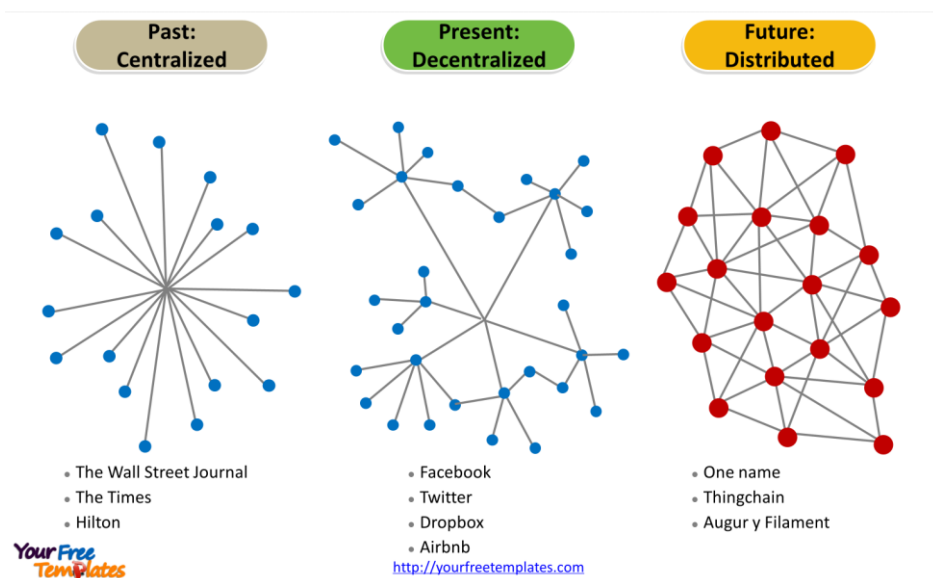 Past:
Centralized
Present:
Decentralized
Future:
Distributed
The Wall Street Journal
The Times
Hilton
Facebook
Twitter
Dropbox
Airbnb
One name
Thingchain
Augur y Filament
Your Free
Templates
http://yourfreetemplates.com